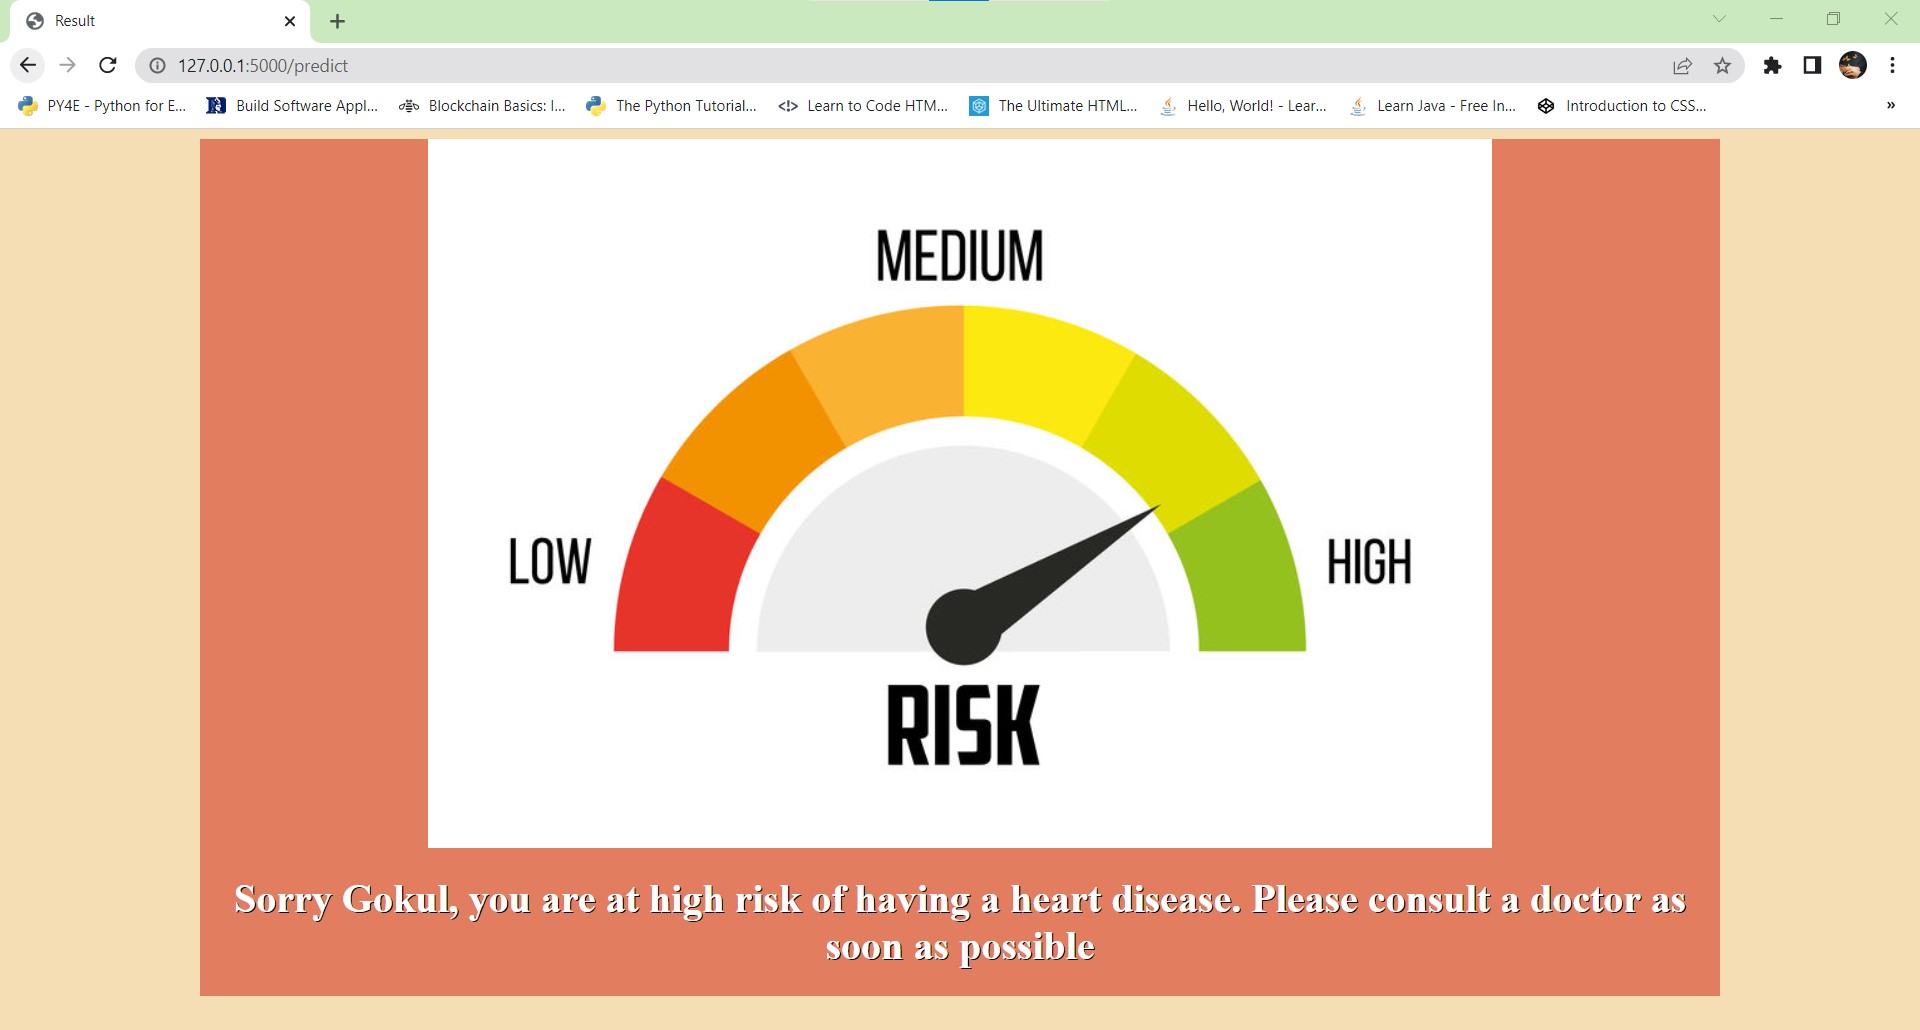 Result
127.0.0.1:5000/predict
PY4E - Python for E... Build Software Appl... Blockchain Basics: I... The Python Tutorial... Learn to Code HTM... The Ultimate HTML... Hello, World! - Lear... Learn Java - Free In... Introduction to CSS... »
MEDIUM
LOW
HIGH
RISK
Sorry Gokul, you are at high risk of having a heart disease. Please consult a doctor as
soon as possible